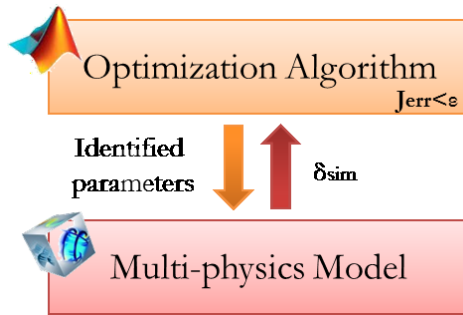 Optimization Algorithm
Jerr<ε
Identified
parameters
δsim
Multi-physics Model